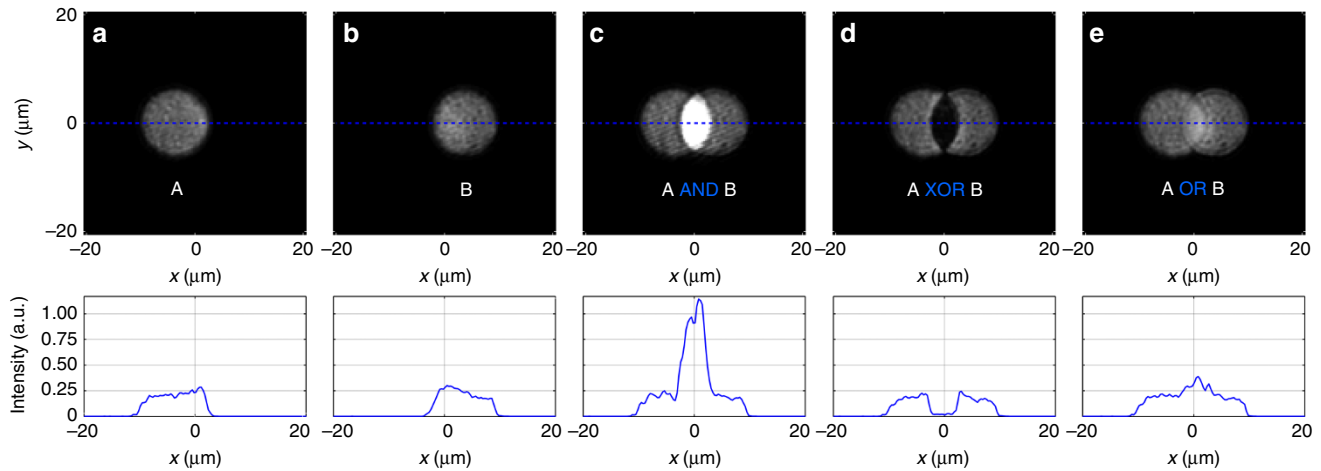 a b c d e
20
y (μm)
0
−20
A B A AND B A XOR B A OR B
−20 0 20 −20 0 20 −20 0 20 −20 0 20 −20 0 20
x (μm) x (μm) x (μm) x (μm) x (μm)
Intensity (a.u.)
1.00
0.75
0.50
0.25
0
−20 0 20 −20 0 20 −20 0 20 −20 0 20 −20 0 20
x (μm) x (μm) x (μm) x (μm) x (μm)